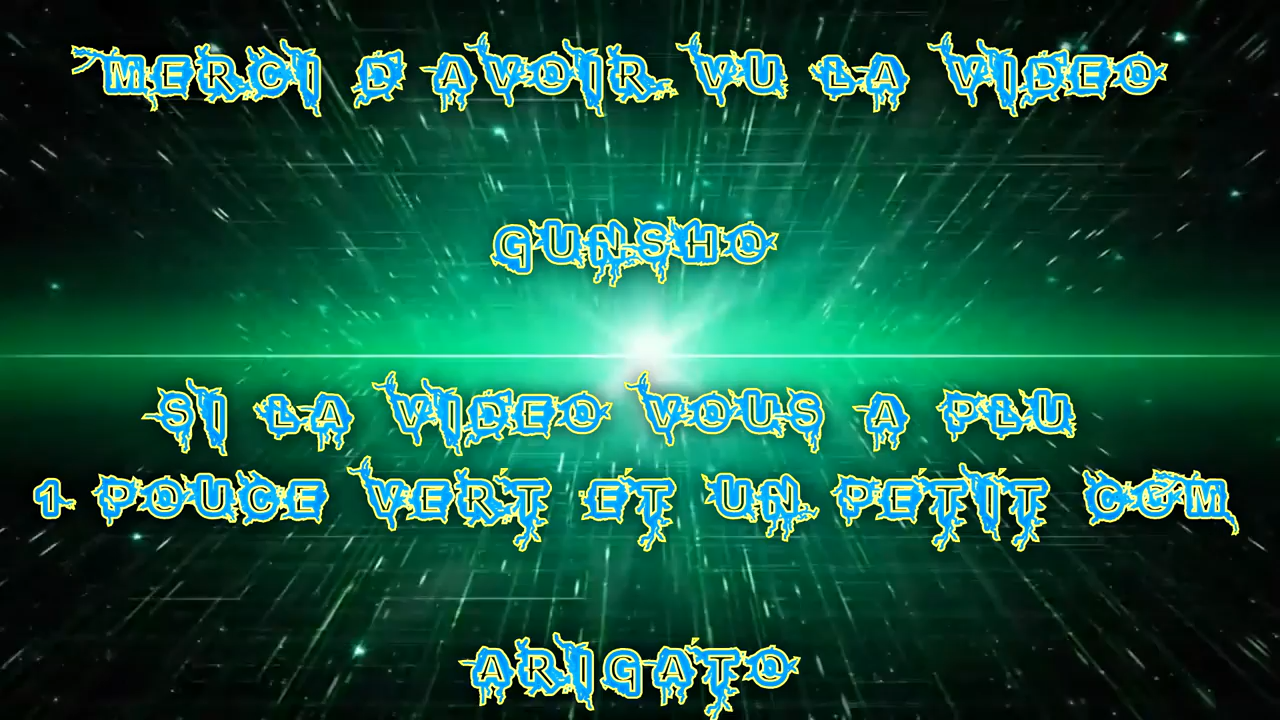 MERCI D AVOIR VU LA VIDEO
GUNSHO
SI LA VIDEO VOUS A PLU
1 POUCE VERT ET UN PETIT COM
ARIGATO